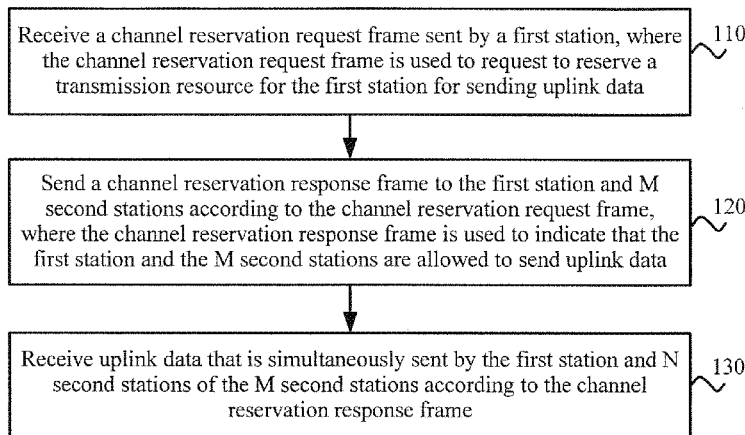 Receive a channel reservation request frame sent by a first station, where
the channel reservation request frame is used to request to reserve a
transmission resource for the first station for sending uplink data
110
Send a channel reservation response frame to the first station and M
second stations according to the channel reservation request frame,
where the channel reservation response frame is used to indicate that the
first station and the M second stations are allowed to send uplink data
120
Receive uplink data that is simultaneously sent by the first station and N
second stations of the M second stations according to the channel
reservation response frame
130